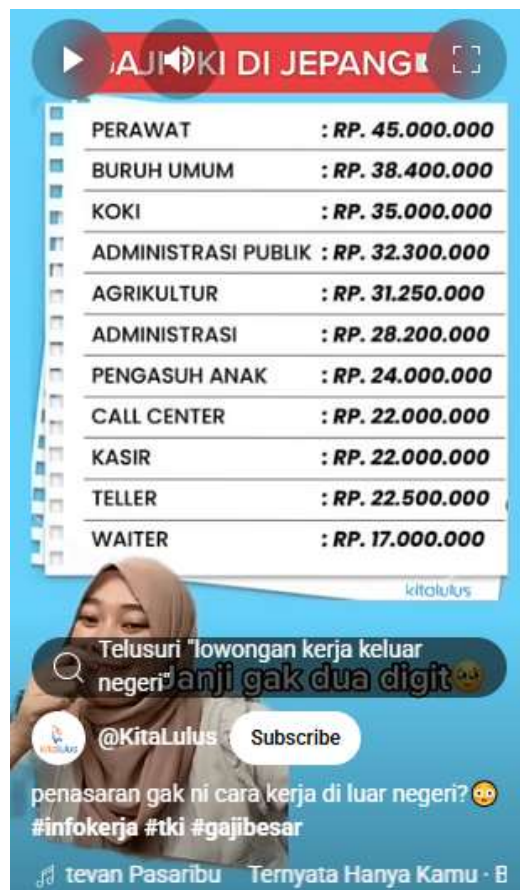 GAJI TKI DI JEPANG
PERAWAT : RP. 45.000.000
BURUH UMUM : RP. 38.400.000
KOKI : RP. 35.000.000
ADMINISTRASI PUBLIK : RP. 32.300.000
AGRIKULTUR : RP. 31.250.000
ADMINISTRASI : RP. 28.200.000
PENGASUH ANAK : RP. 24.000.000
CALL CENTER : RP. 22.000.000
KASIR : RP. 22.000.000
TELLER : RP. 22.500.000
WAITER : RP. 17.000.000
kitalulus
Telusuri "lowongan kerja keluar
negeri"
anji gak dua digit🥹
@KitaLulus Subscribe
penasaran gak ni cara kerja di luar negeri?😳
#infokerja #tki #gajibesar
tevan Pasaribu Ternyata Hanya Kamu · B